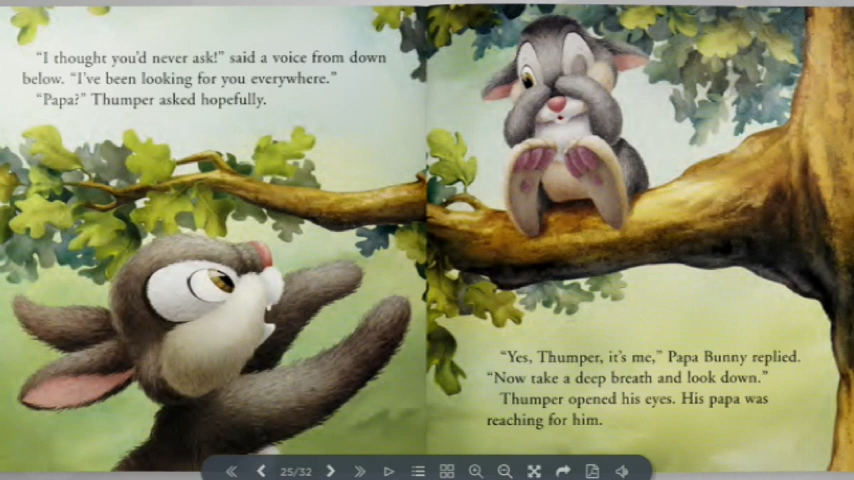 “I thought you’d never ask!” said a voice from down
below. “I’ve been looking for you everywhere.”
“Papa?” Thumper asked hopefully.
“Yes, Thumper, it’s me,” Papa Bunny replied.
“Now take a deep breath and look down.”
Thumper opened his eyes. His papa was
reaching for him.
25/32